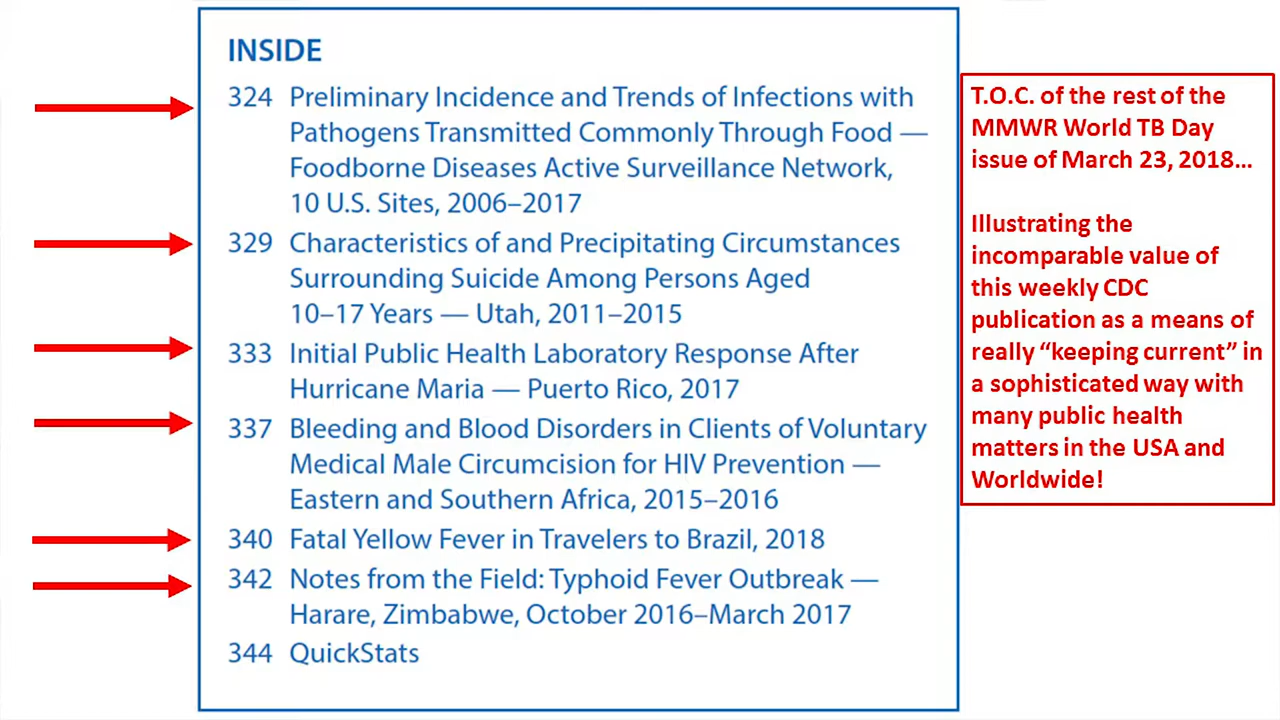 INSIDE
324 Preliminary Incidence and Trends of Infections with
Pathogens Transmitted Commonly Through Food —
Foodborne Diseases Active Surveillance Network,
10 U.S. Sites, 2006–2017
329 Characteristics of and Precipitating Circumstances
Surrounding Suicide Among Persons Aged
10–17 Years — Utah, 2011–2015
333 Initial Public Health Laboratory Response After
Hurricane Maria — Puerto Rico, 2017
337 Bleeding and Blood Disorders in Clients of Voluntary
Medical Male Circumcision for HIV Prevention —
Eastern and Southern Africa, 2015–2016
340 Fatal Yellow Fever in Travelers to Brazil, 2018
342 Notes from the Field: Typhoid Fever Outbreak —
Harare, Zimbabwe, October 2016–March 2017
344 QuickStats
T.O.C. of the rest of the
MMWR World TB Day
issue of March 23, 2018…
Illustrating the
incomparable value of
this weekly CDC
publication as a means of
really “keeping current” in
a sophisticated way with
many public health
matters in the USA and
Worldwide!